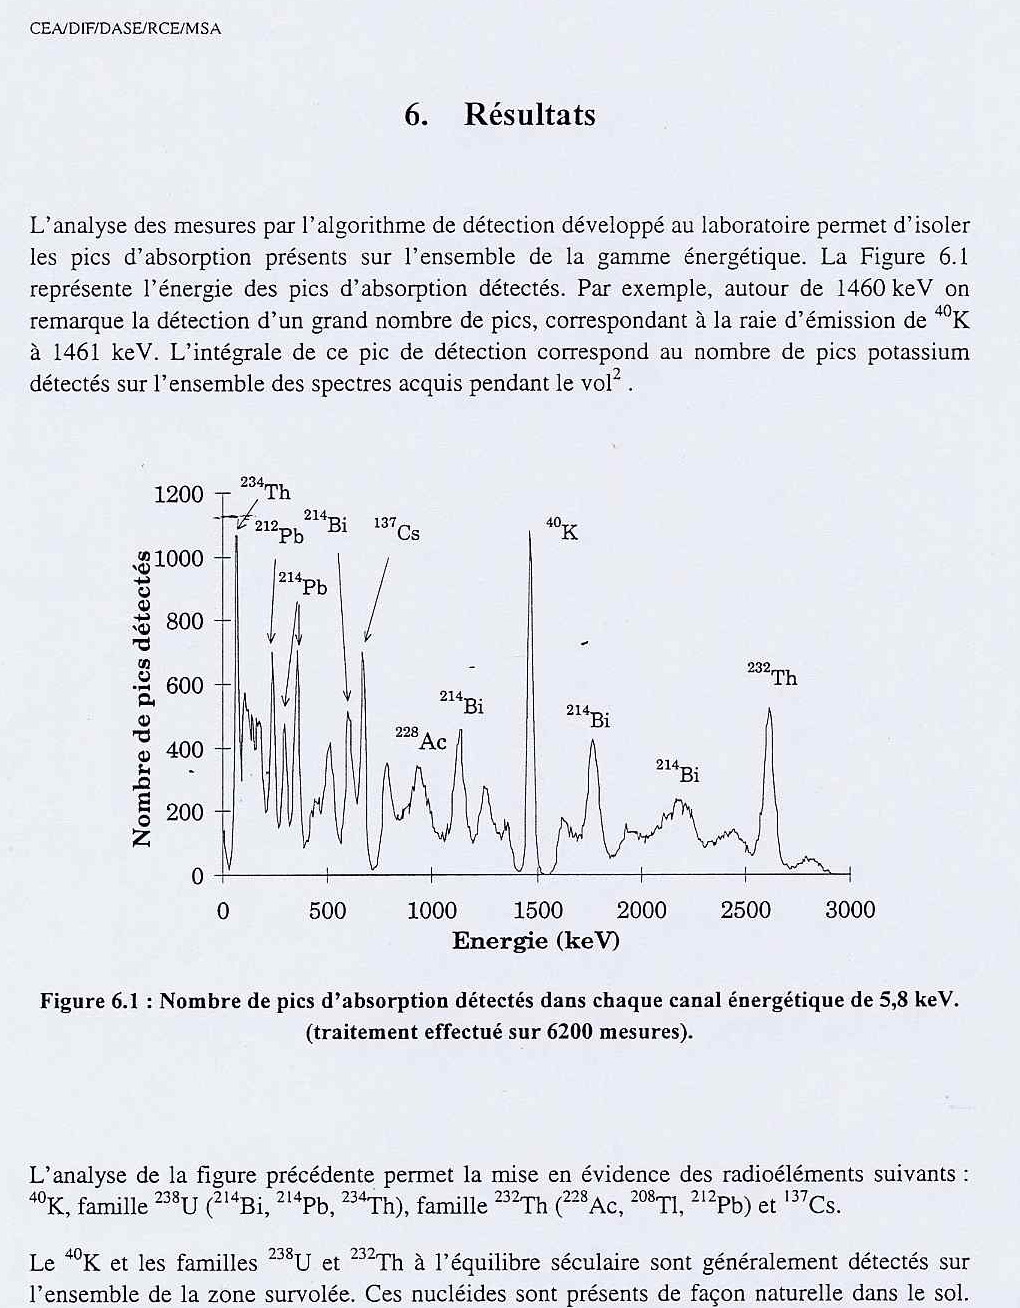 CEA/DIF/DASE/RCE/MSA
6. Résultats
L'analyse des mesures par l'algorithme de détection développé au laboratoire permet d'isoler
les pics d'absorption présents sur l'ensemble de la gamme énergétique. La Figure 6.1
représente l'énergie des pics d'absorption détectés. Par exemple, autour de 1460 keV on
remarque la détection d'un grand nombre de pics, correspondant à la raie d'émission de ⁴⁰K
à 1461 keV. L'intégrale de ce pic de détection correspond au nombre de pics potassium
détectés sur l'ensemble des spectres acquis pendant le vol² .
Nombre de pics détectés
1200
1000
800
600
400
200
0
²³⁴Th
²¹²Pb
²¹⁴Bi
¹³⁷Cs
²¹⁴Pb
⁴⁰K
²²⁸Ac
²¹⁴Bi
²¹⁴Bi
²¹⁴Bi
²³²Th
0 500 1000 1500 2000 2500 3000
Energie (keV)
Figure 6.1 : Nombre de pics d'absorption détectés dans chaque canal énergétique de 5,8 keV.
(traitement effectué sur 6200 mesures).
L'analyse de la figure précédente permet la mise en évidence des radioéléments suivants :
⁴⁰K, famille ²³⁸U (²¹⁴Bi, ²¹⁴Pb, ²³⁴Th), famille ²³²Th (²²⁸Ac, ²⁰⁸Tl, ²¹²Pb) et ¹³⁷Cs.
Le ⁴⁰K et les familles ²³⁸U et ²³²Th à l'équilibre séculaire sont généralement détectés sur
l'ensemble de la zone survolée. Ces nucléides sont présents de façon naturelle dans le sol.